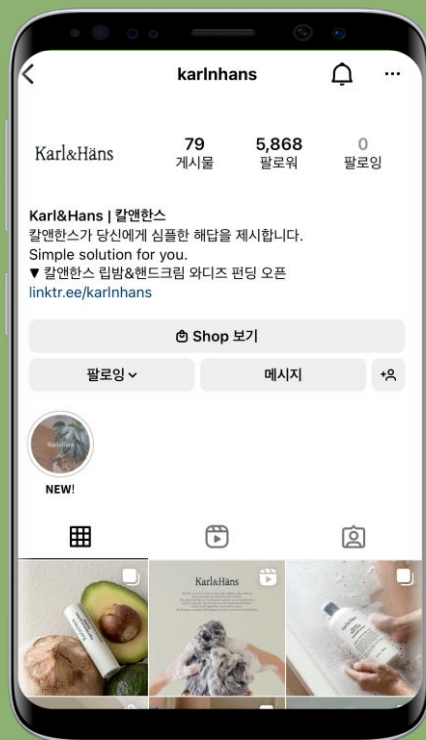 karlnhans
Karl&Häns
79 5,868 0
게시물 팔로워 팔로잉
Karl&Hans | 칼앤한스
칼앤한스가 당신에게 심플한 해답을 제시합니다.
Simple solution for you.
▼ 칼앤한스 립밤&핸드크림 와디즈 펀딩 오픈
linktr.ee/karlnhans
Shop 보기
팔로잉 메시지
Karl&Häns
NEW!
Karl&Häns